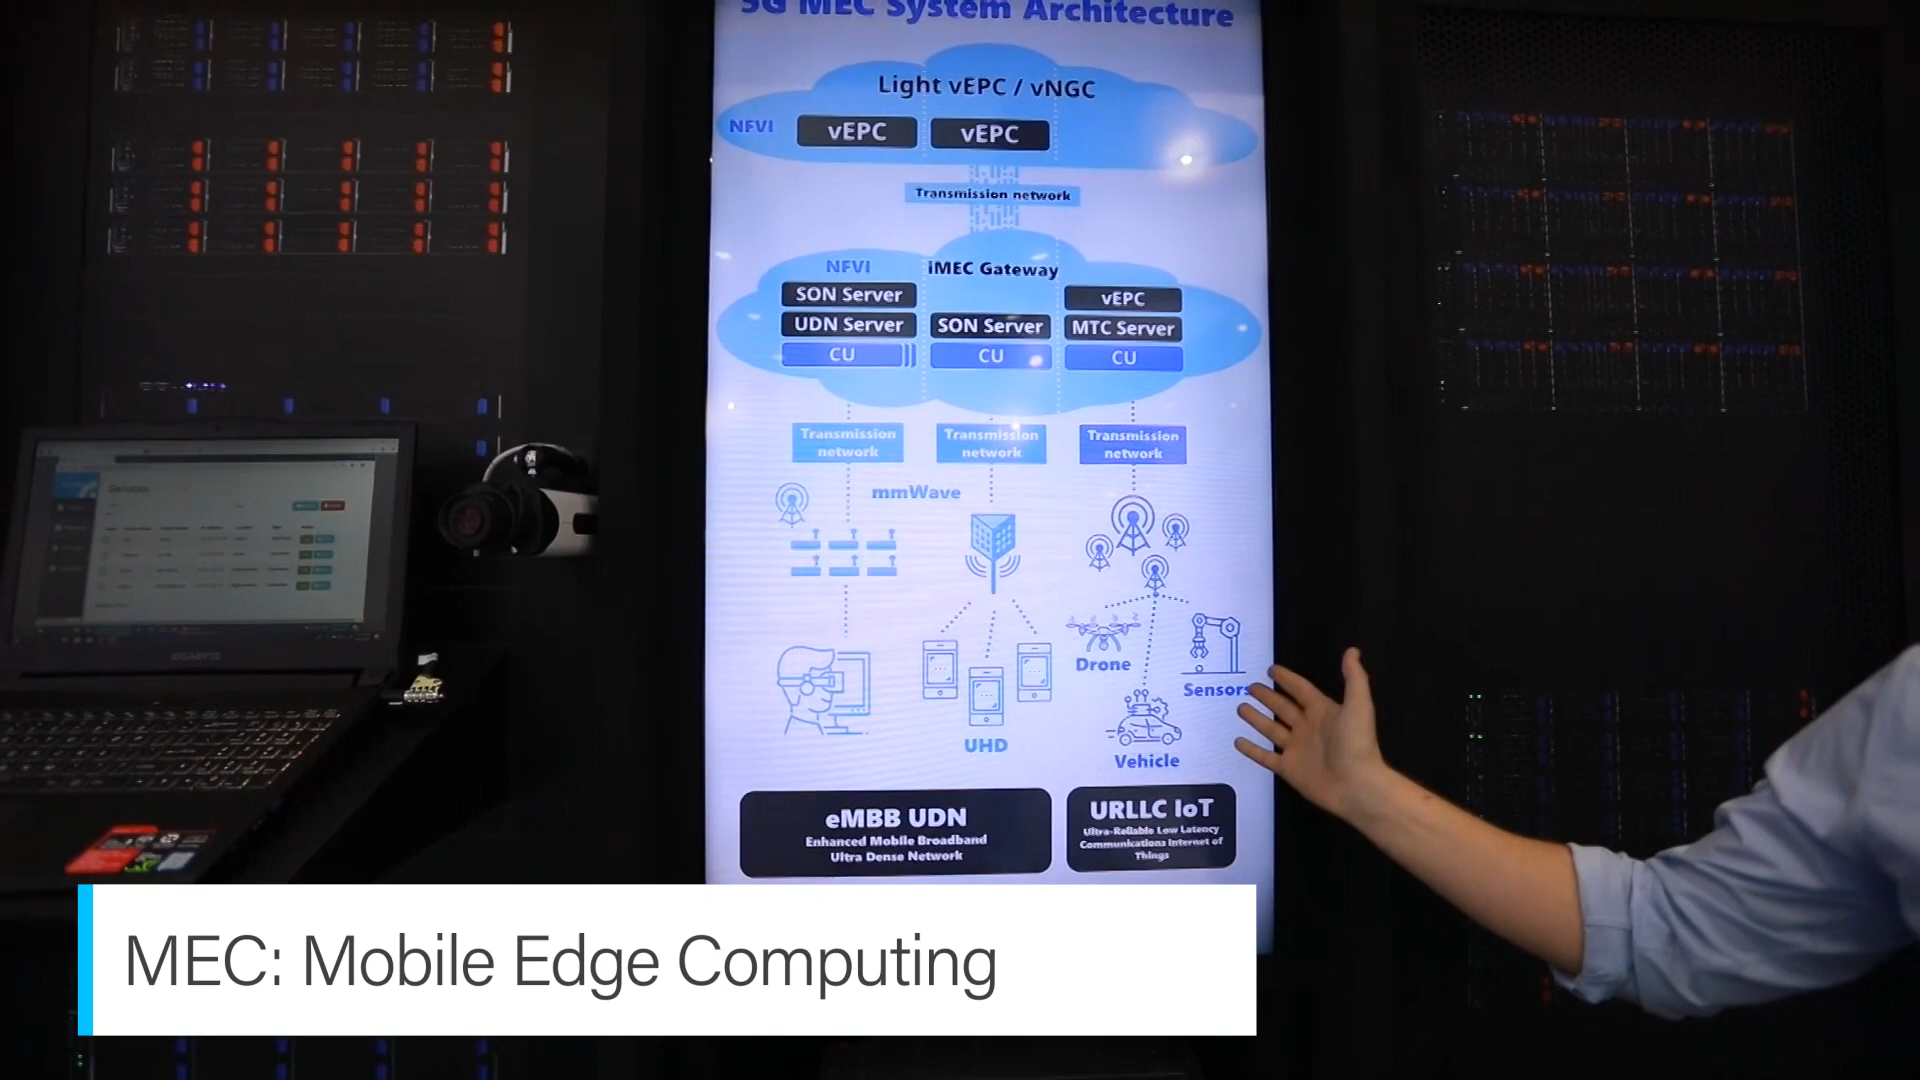 5G MEC System Architecture
Light vEPC / vNGC
NFVI
vEPC
vEPC
Transmission network
NFVI
iMEC Gateway
SON Server
vEPC
UDN Server
SON Server
MTC Server
CU
CU
CU
Transmission
network
Transmission
network
Transmission
network
mmWave
Drone
Sensors
UHD
Vehicle
eMBB UDN
Enhanced Mobile Broadband
Ultra Dense Network
URLLC IoT
Ultra-Reliable Low Latency
Communications Internet of
Things
Services
GIGABYTE
MEC: Mobile Edge Computing